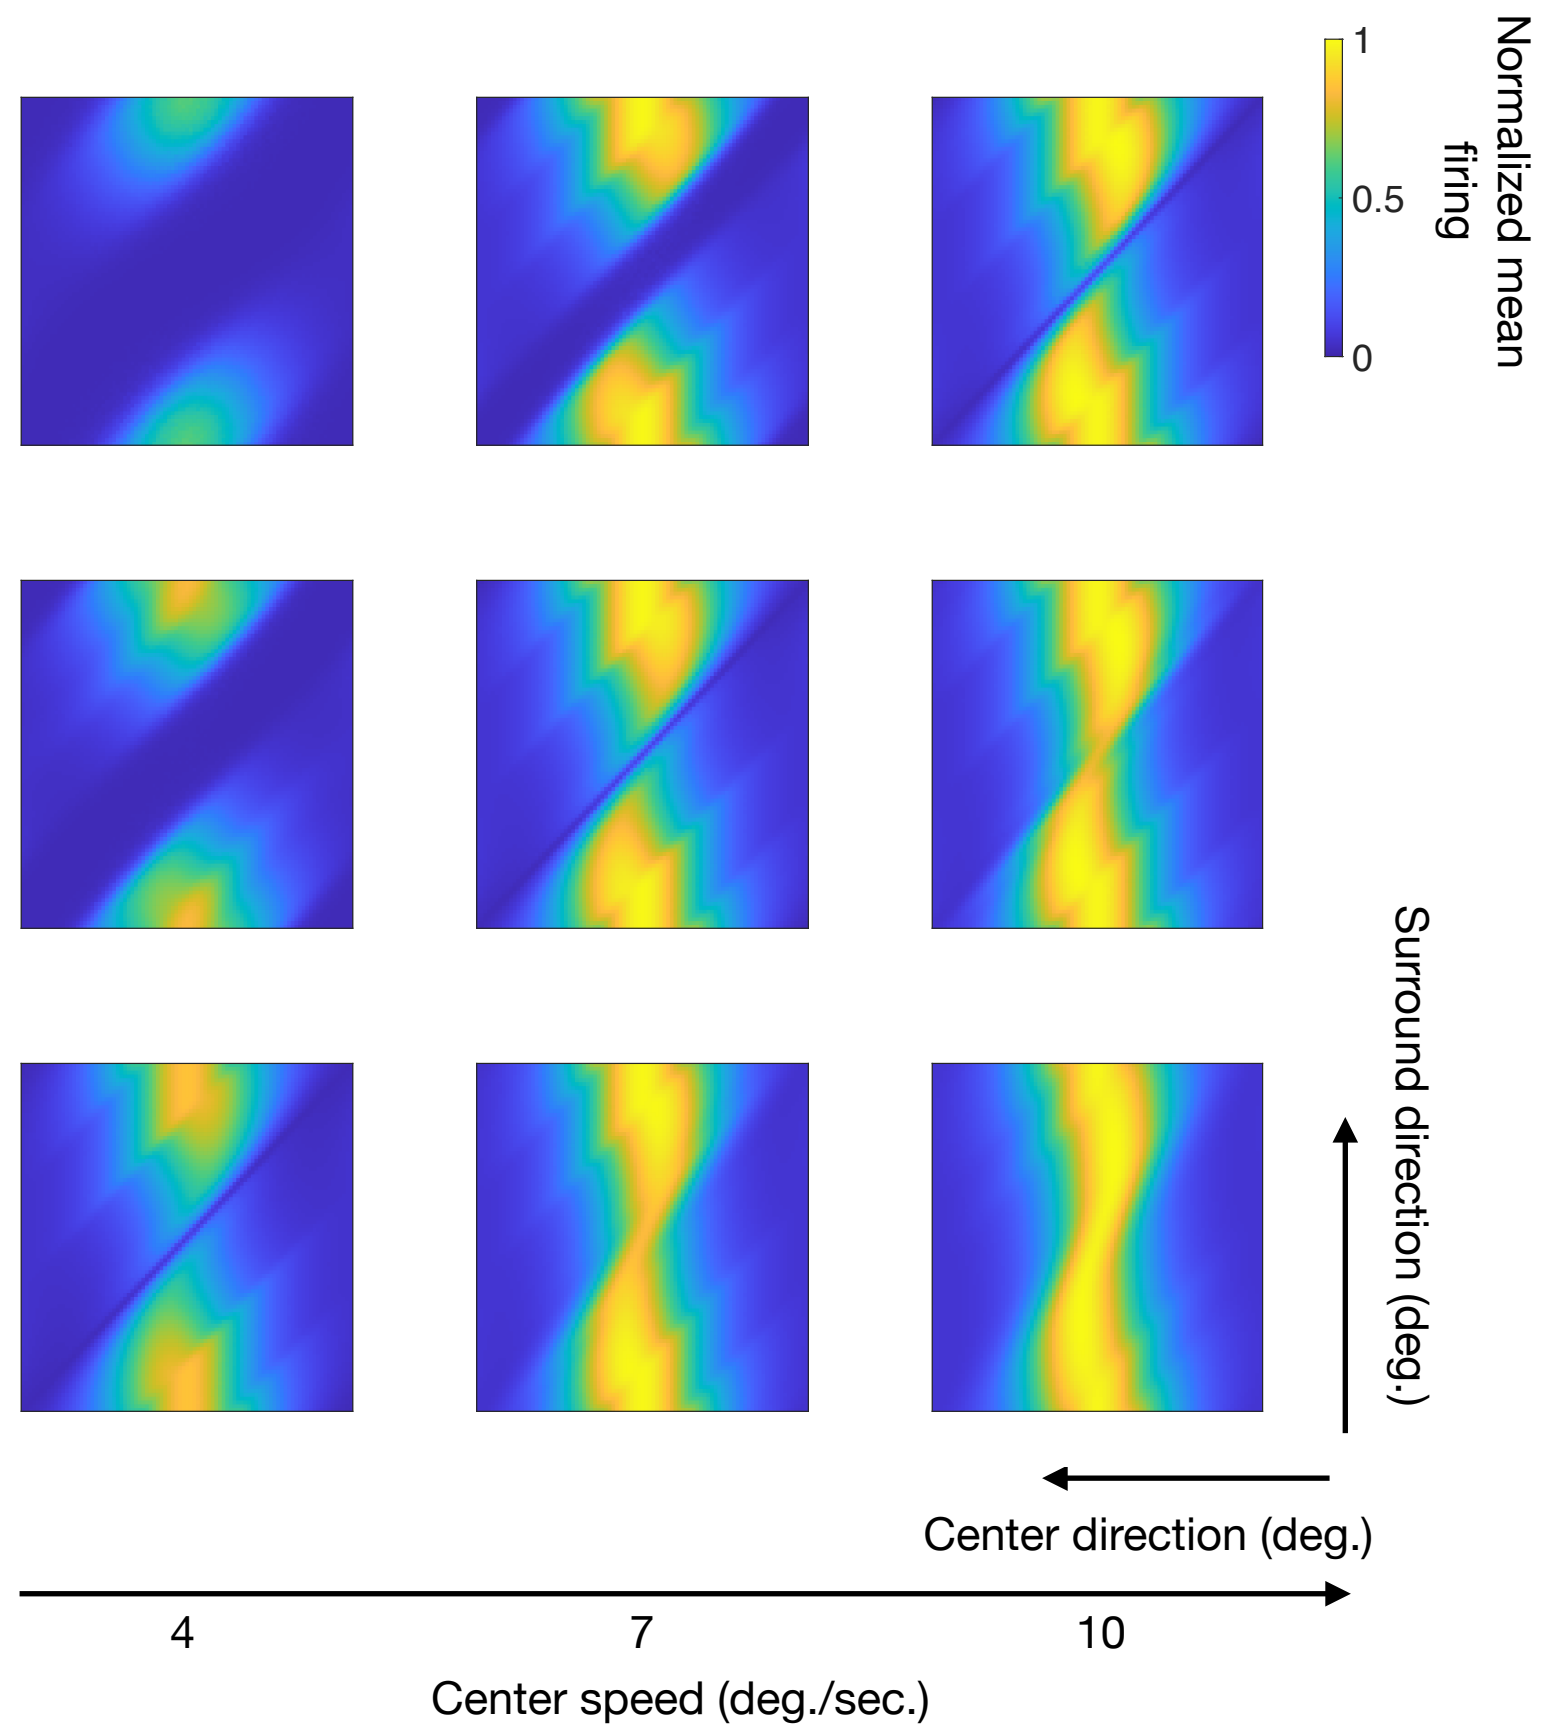 1
0.5
0
Normalized mean
firing
Surround direction (deg.)
Center direction (deg.)
4 7 10
Center speed (deg./sec.)